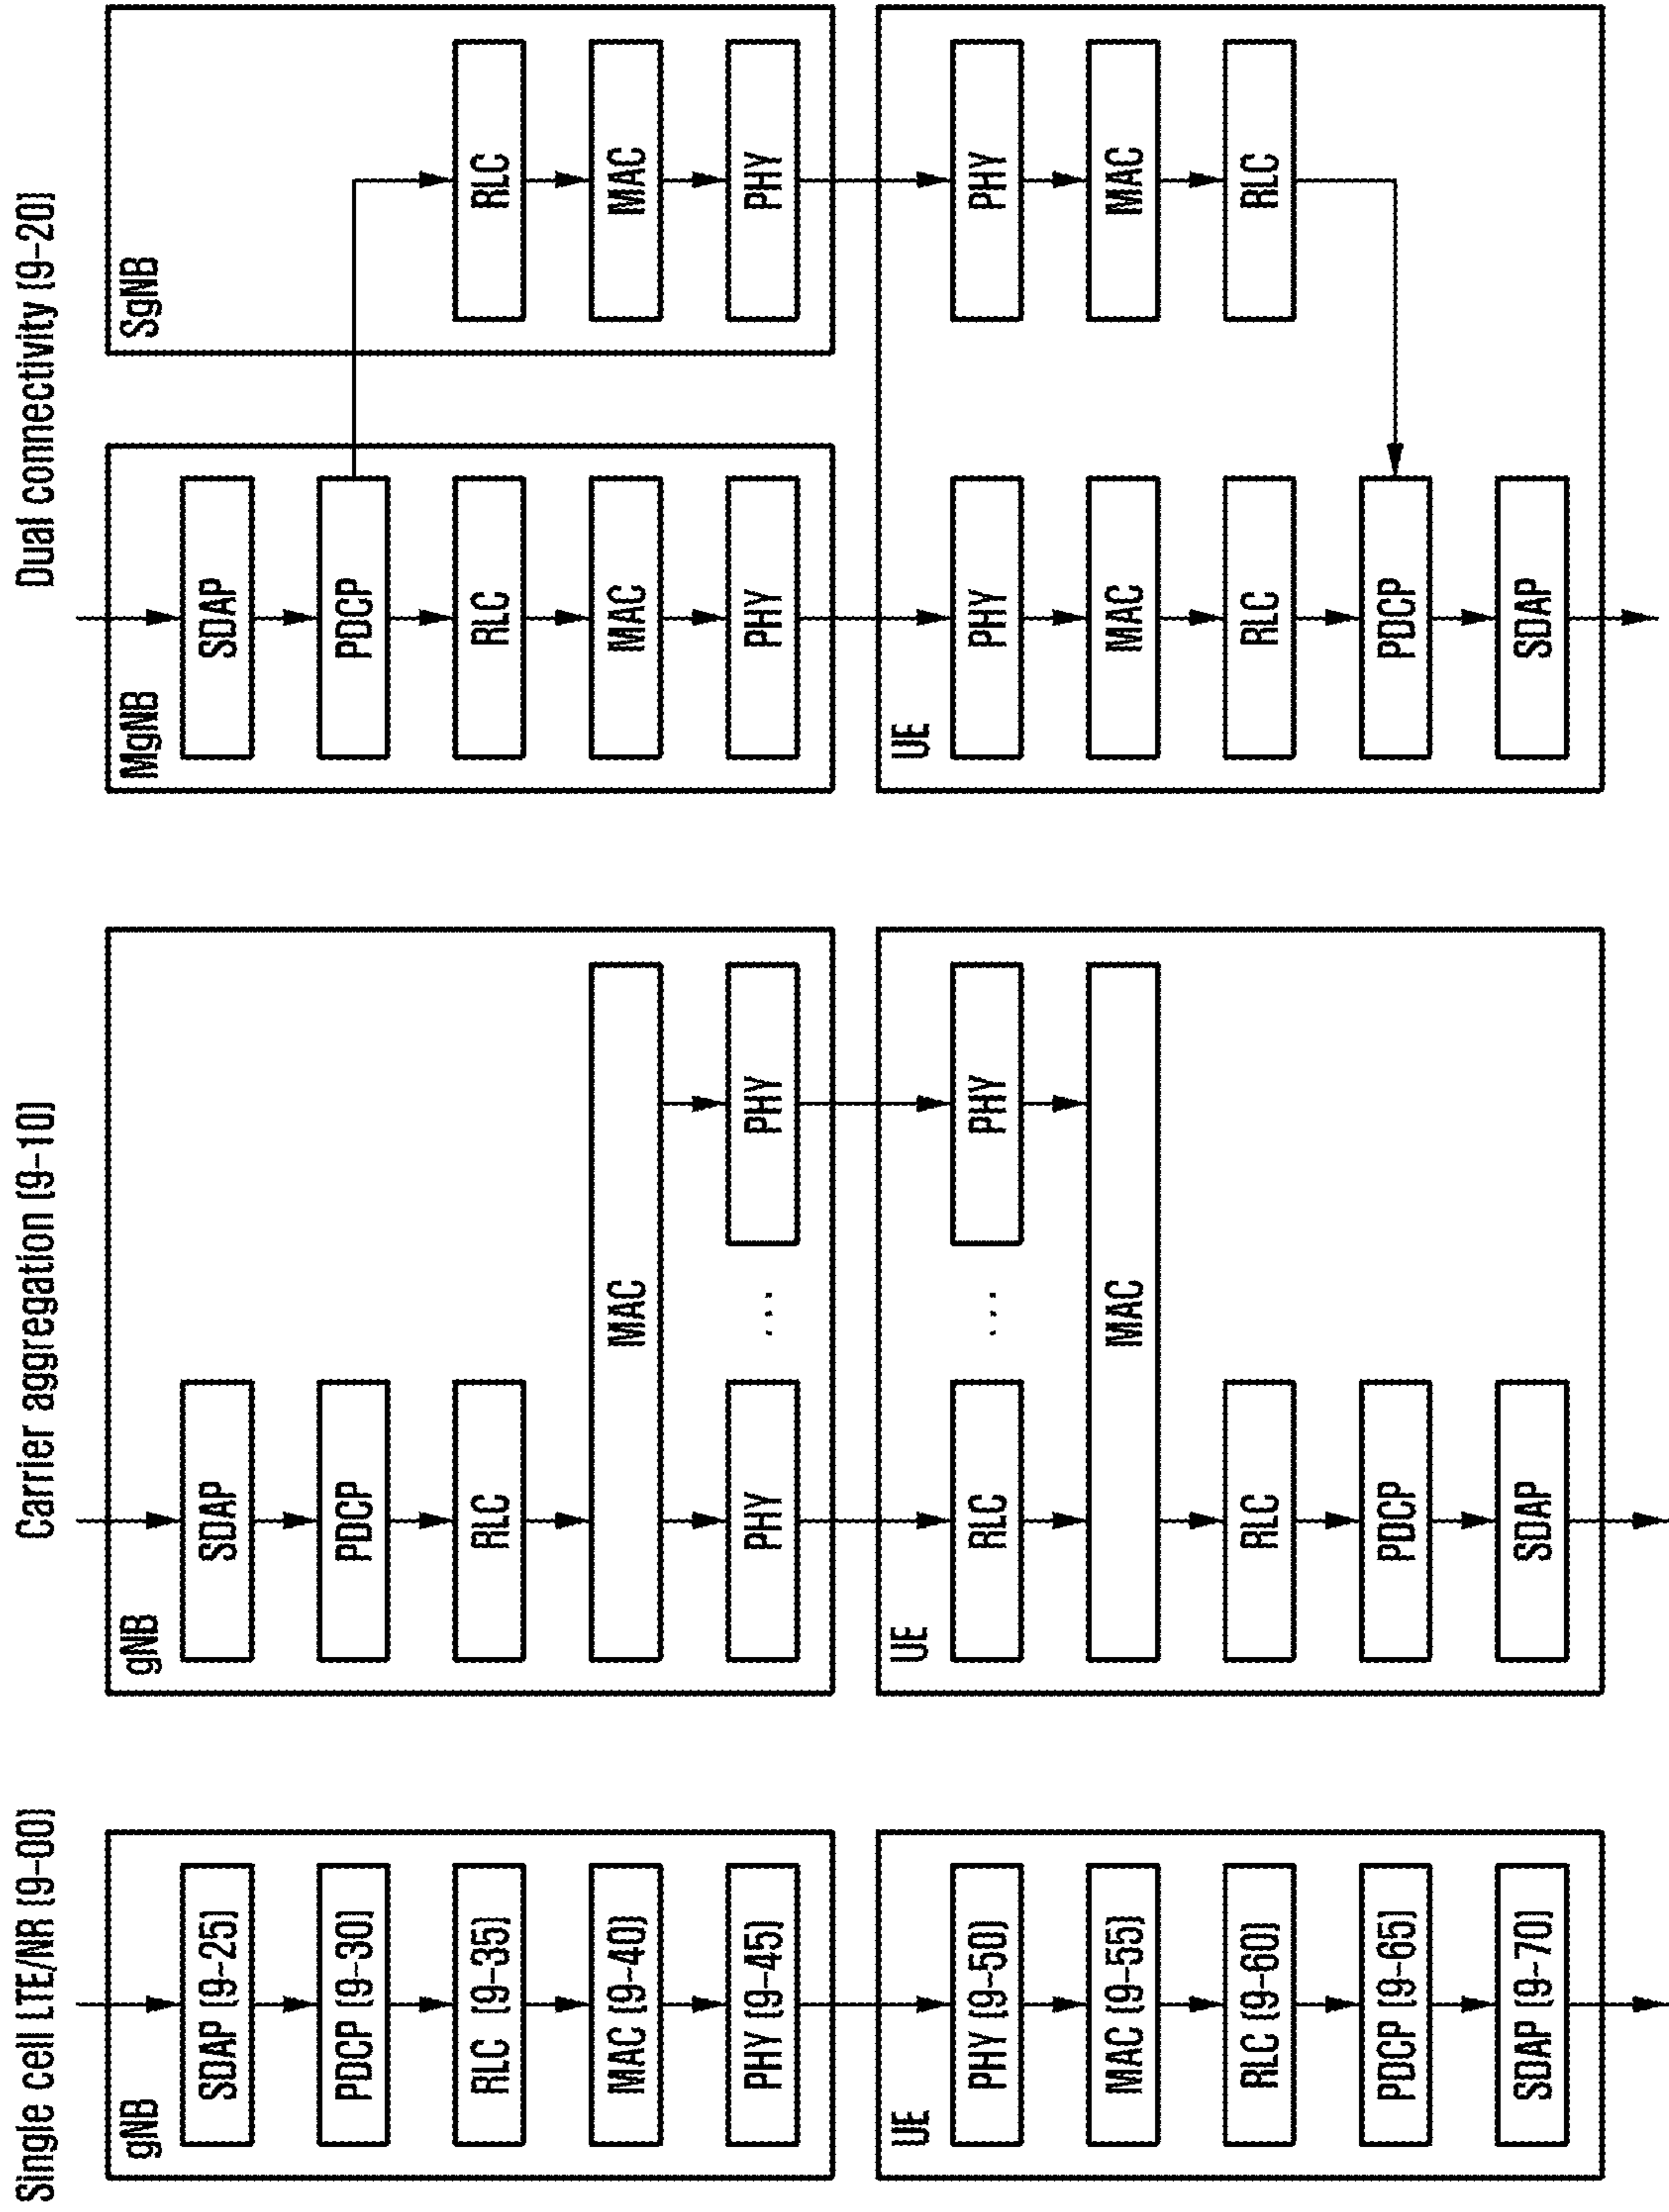 Single cell LTE/NR [9-00]
gNB
SDAP [9-25]
PDCP [9-30]
RLC [9-35]
MAC [9-40]
PHY [9-45]
UE
PHY [9-50]
MAC [9-55]
RLC [9-60]
PDCP [9-65]
SDAP [9-70]
Carrier aggregation [9-10]
gNB
SDAP
PDCP
RLC
MAC
PHY
...
PHY
UE
RLC
...
PHY
MAC
RLC
PDCP
SDAP
Dual connectivity [9-20]
MgNB
SDAP
PDCP
RLC
MAC
PHY
SgNB
RLC
MAC
PHY
UE
PHY
MAC
RLC
PDCP
SDAP
PHY
MAC
RLC